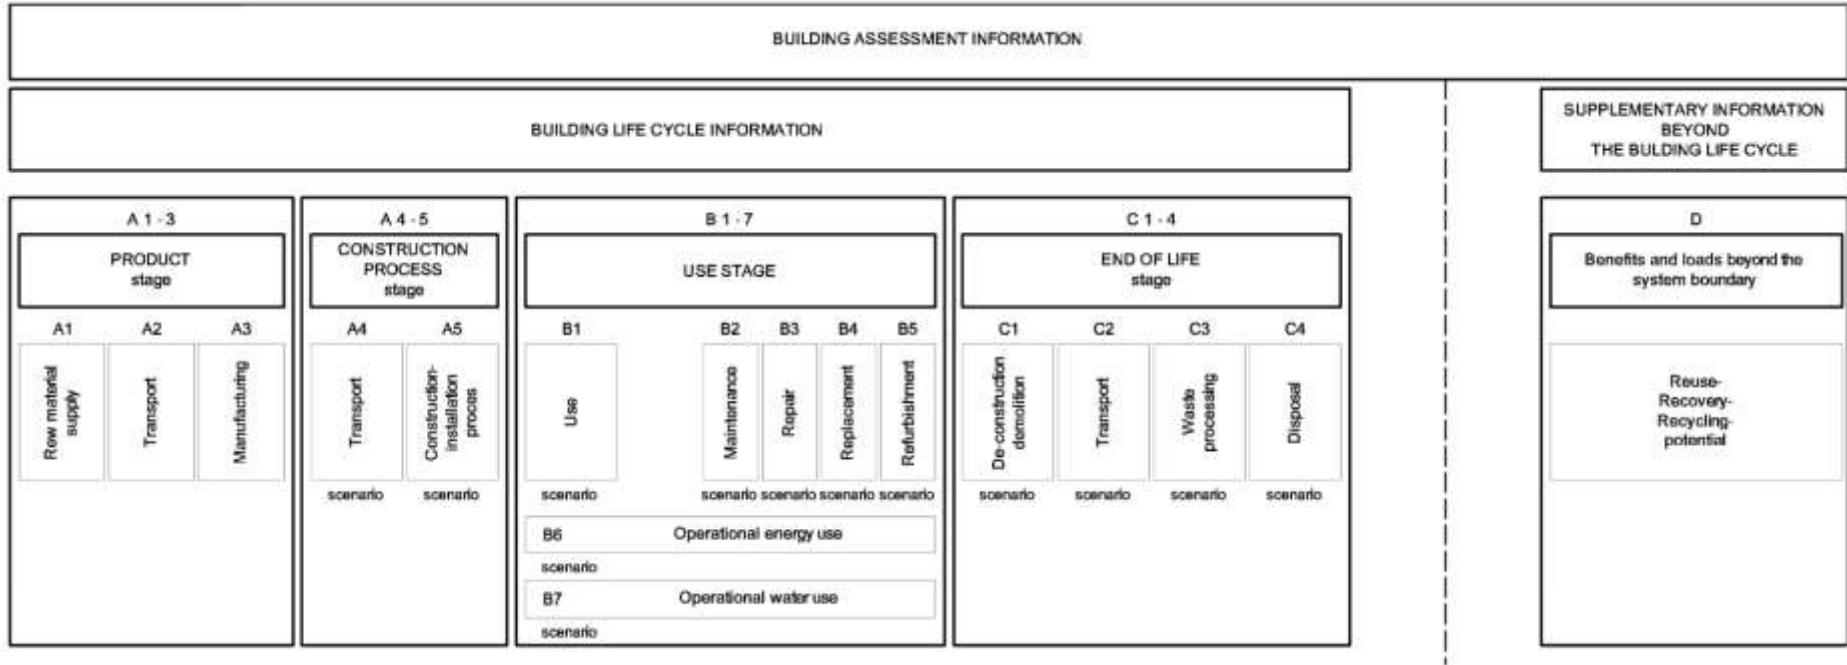 BUILDING ASSESSMENT INFORMATION
BUILDING LIFE CYCLE INFORMATION
SUPPLEMENTARY INFORMATION
BEYOND
THE BULDING LIFE CYCLE
A 1 - 3
PRODUCT
stage
A1
A2
A3
Rew material
supply
Transport
Manufacturing
A 4 - 5
CONSTRUCTION
PROCESS
stage
A4
A5
Transport
Construction-
installation
proces
scenario
scenario
B 1 - 7
USE STAGE
B1
B2
B3
B4
B5
Use
Maintenance
Repair
Replacement
Refurbishment
scenario
scenario
scenario
scenario
scenario
B6
Operational energy use
scenario
B7
Operational water use
scenario
C 1 - 4
END OF LIFE
stage
C1
C2
C3
C4
De-construction
demolition
Transport
Waste
processing
Disposal
scenario
scenario
scenario
scenario
D
Benefits and loads beyond the
system boundary
Reuse-
Recovery-
Recycling-
potential